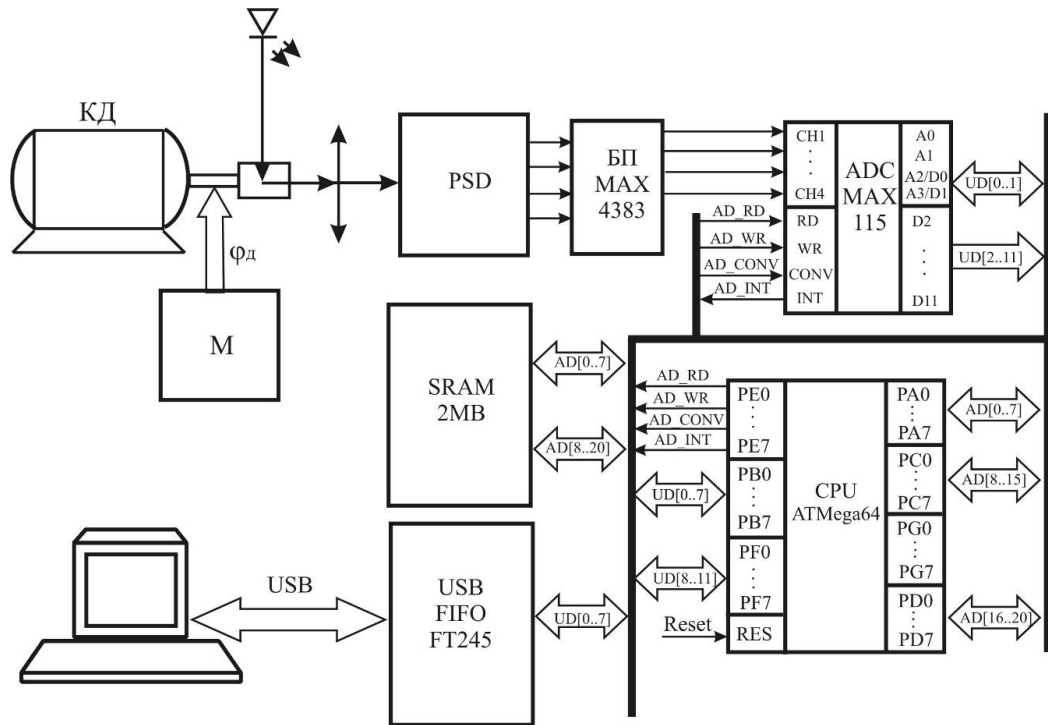 КД
φд
М
PSD
БП
MAX
4383
CH1
CH4
RD
WR
CONV
INT
ADC
MAX
115
A0
A1
A2/D0
A3/D1
D2
D11
UD[0..1]
UD[2..11]
AD_RD
AD_WR
AD_CONV
AD_INT
SRAM
2MB
AD[0..7]
AD[8..20]
AD_RD
AD_WR
AD_CONV
AD_INT
UD[0..7]
UD[8..11]
Reset
PE0
PE7
PB0
PB7
PF0
PF7
RES
CPU
ATMega64
PA0
PA7
PC0
PC7
PG0
PG7
PD0
PD7
AD[0..7]
AD[8..15]
AD[16..20]
USB
USB
FIFO
FT245
UD[0..7]